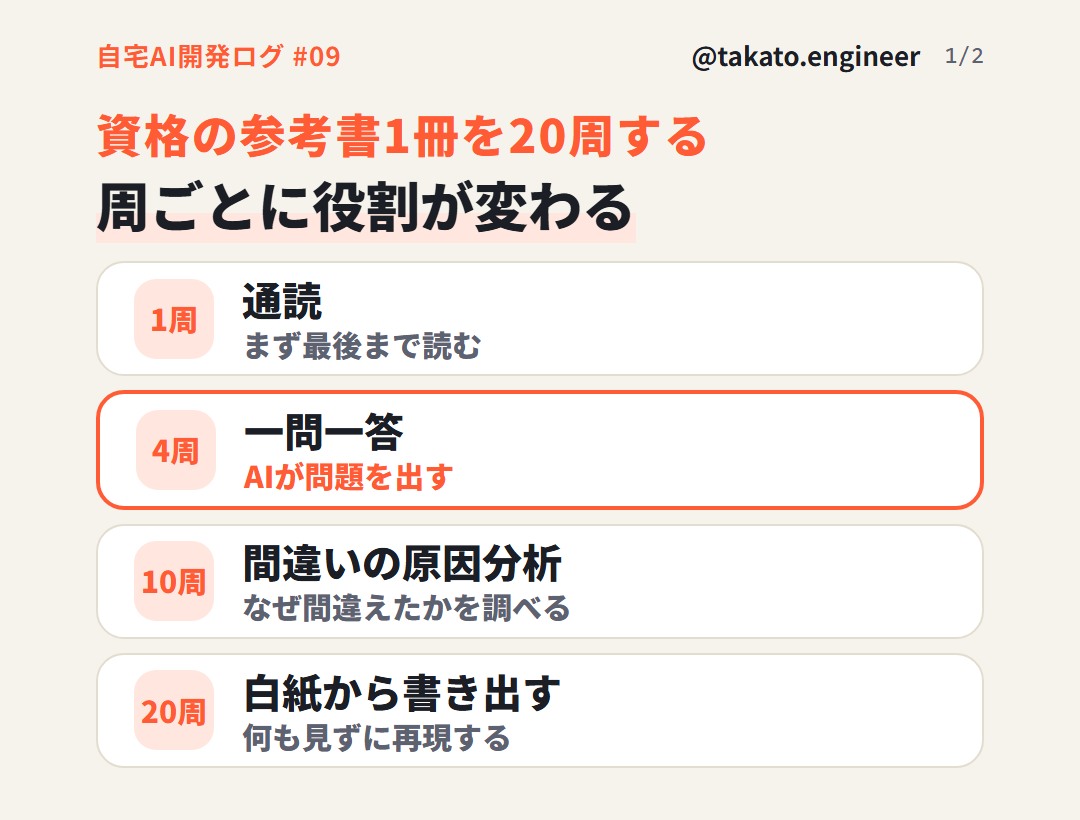 自宅AI開発ログ #09
@takato.engineer 1/2
資格の参考書1冊を20周する
周ごとに役割が変わる
1周
通読
まず最後まで読む
4周
一問一答
AIが問題を出す
10周
間違いの原因分析
なぜ間違えたかを調べる
20周
白紙から書き出す
何も見ずに再現する